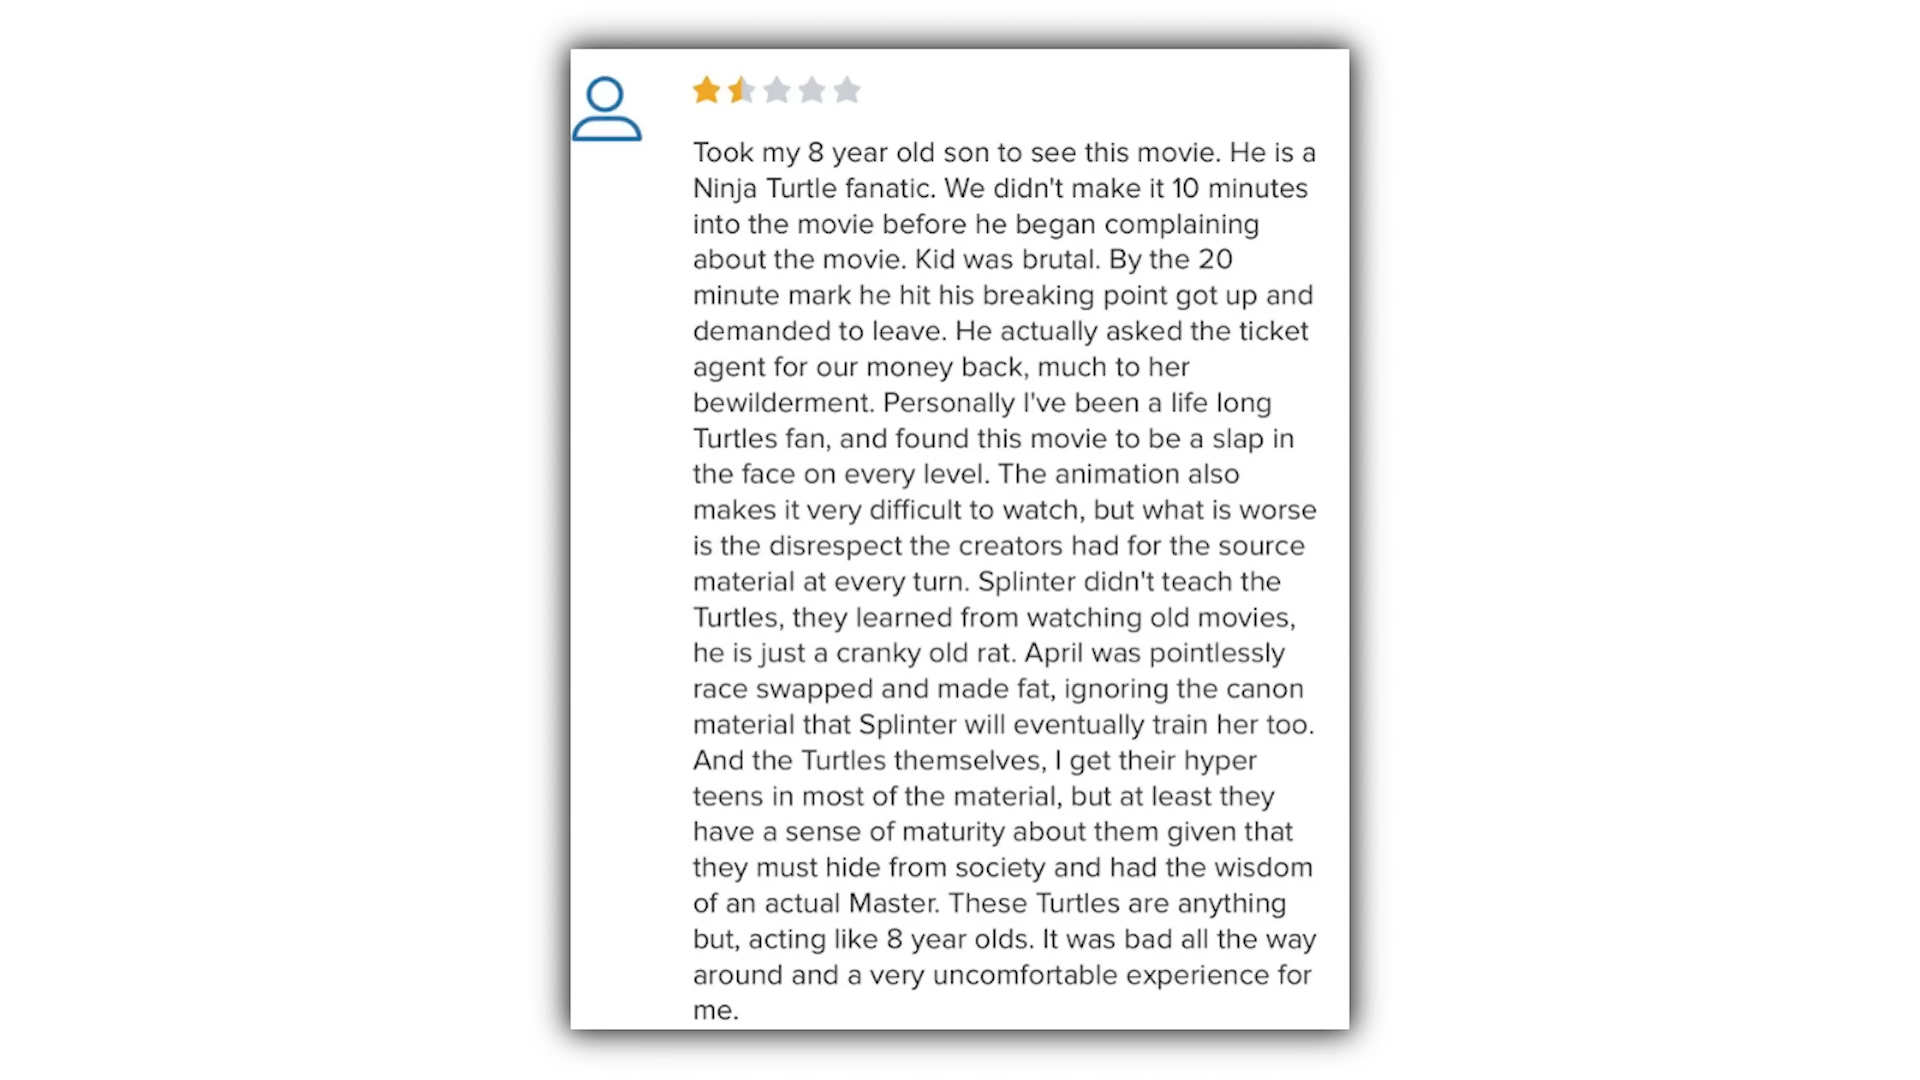 Took my 8 year old son to see this movie. He is a
Ninja Turtle fanatic. We didn't make it 10 minutes
into the movie before he began complaining
about the movie. Kid was brutal. By the 20
minute mark he hit his breaking point got up and
demanded to leave. He actually asked the ticket
agent for our money back, much to her
bewilderment. Personally I've been a life long
Turtles fan, and found this movie to be a slap in
the face on every level. The animation also
makes it very difficult to watch, but what is worse
is the disrespect the creators had for the source
material at every turn. Splinter didn't teach the
Turtles, they learned from watching old movies,
he is just a cranky old rat. April was pointlessly
race swapped and made fat, ignoring the canon
material that Splinter will eventually train her too.
And the Turtles themselves, I get their hyper
teens in most of the material, but at least they
have a sense of maturity about them given that
they must hide from society and had the wisdom
of an actual Master. These Turtles are anything
but, acting like 8 year olds. It was bad all the way
around and a very uncomfortable experience for
me.